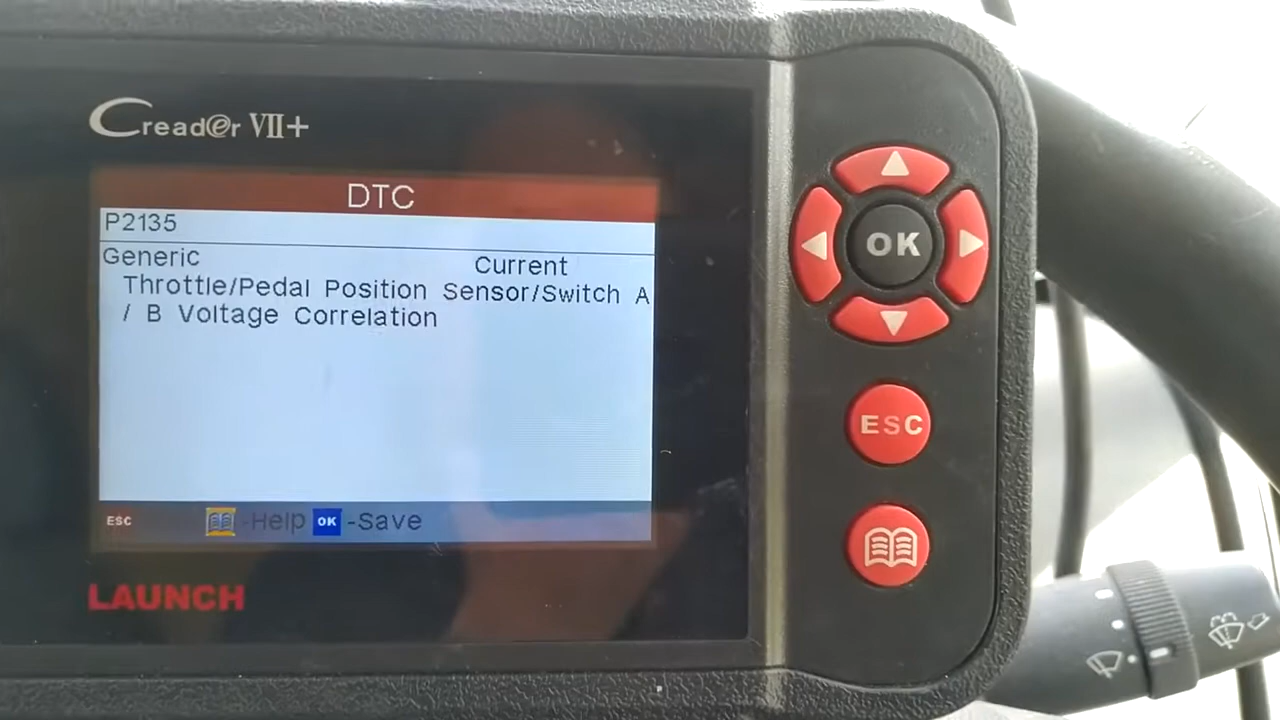 Cread@r VII+
DTC
P2135
Generic Current
Throttle/Pedal Position Sensor/Switch A
/ B Voltage Correlation
ESC -Help OK -Save
LAUNCH
OK
ESC